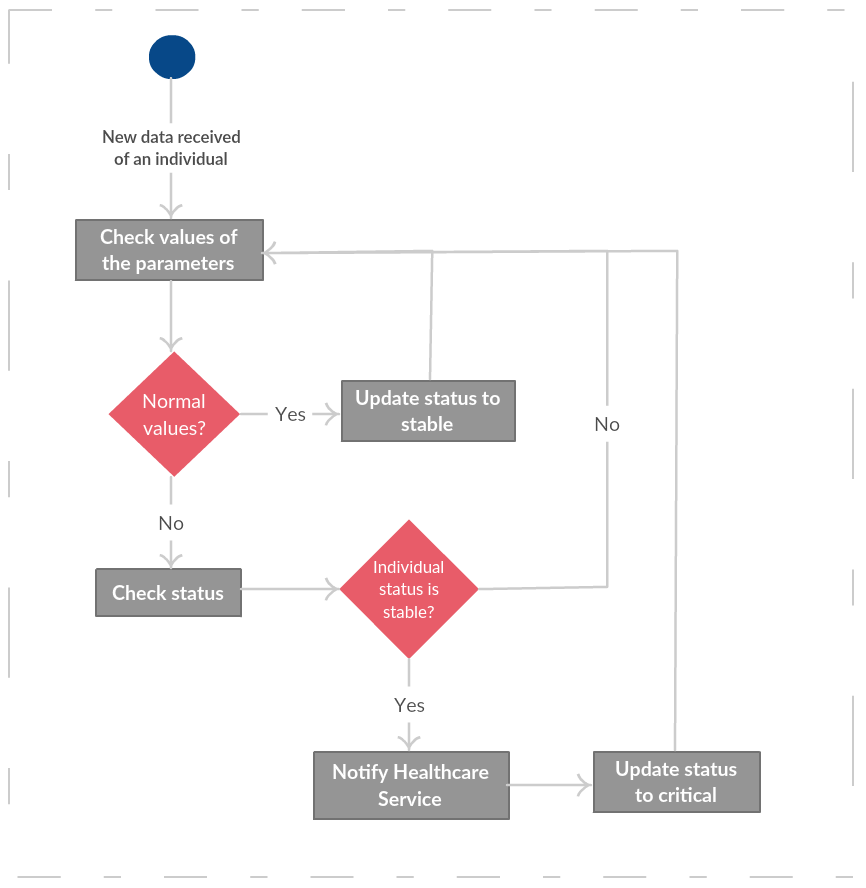 New data received
of an individual
Check values of
the parameters
Normal
values?
Yes
Update status to
stable
No
No
Check status
Individual
status is
stable?
Yes
Notify Healthcare
Service
Update status
to critical